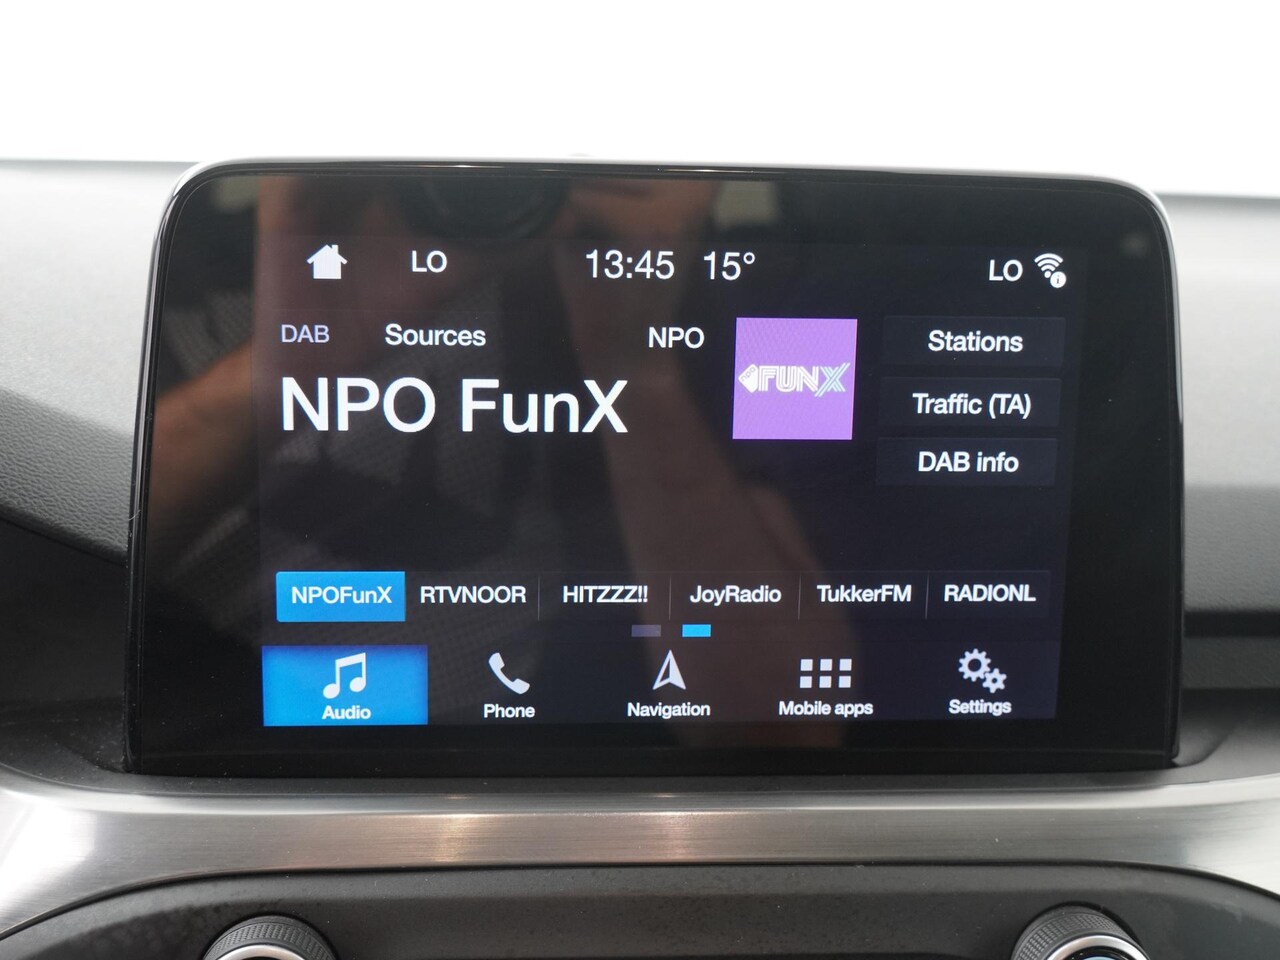 LO 13:45 15° LO
DAB Sources NPO
FUNX
NPO FunX
Stations
Traffic (TA)
DAB info
NPOFunX RTVNOOR HITZZZ!! JoyRadio TukkerFM RADIONL
Audio Phone Navigation Mobile apps Settings